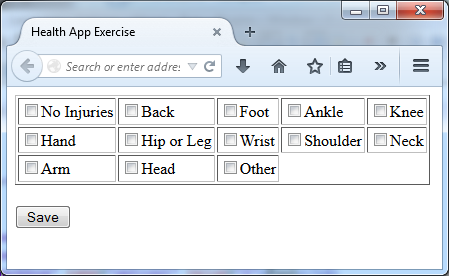 Health App Exercise
Search or enter addres
No Injuries Back Foot Ankle Knee
Hand Hip or Leg Wrist Shoulder Neck
Arm Head Other
Save